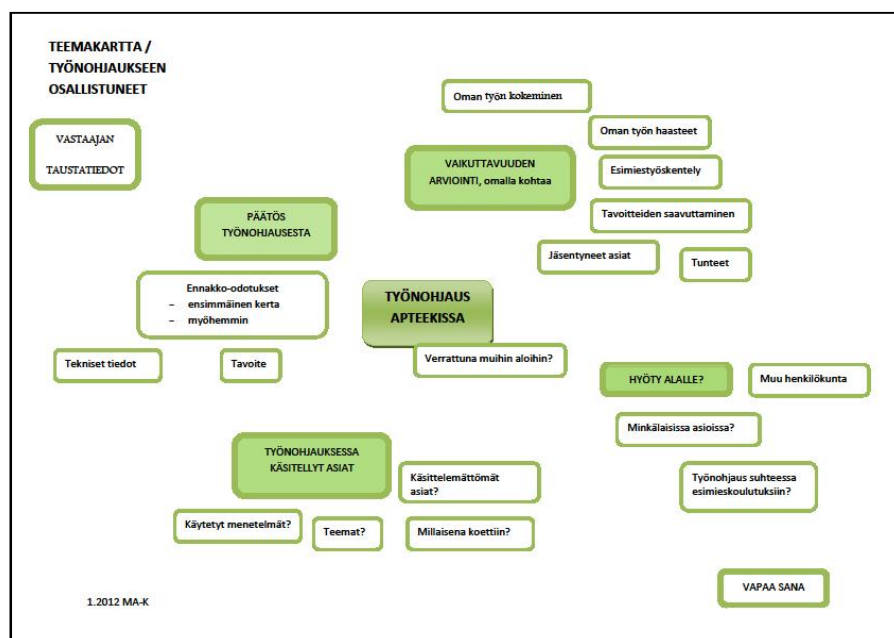 TEEMAKARTTA /
TYÖNOHJAUKSEEN
OSALLISTUNEET
VASTAAJAN
TAUSTATIEDOT
Oman työn kokeminen
Oman työn haasteet
VAIKUTTAVUUDEN
ARVIOINTI, omalla kohtaa
Esimiestyöskentely
Tavoitteiden saavuttaminen
Jäsentyneet asiat
Tunteet
PÄÄTÖS
TYÖNOHJAUSESTA
Ennakko-odotukset
– ensimmäinen kerta
– myöhemmin
Tekniset tiedot
Tavoite
TYÖNOHJAUS
APTEEKISSA
Verrattuna muihin aloihin?
HYÖTY ALALLE?
Muu henkilökunta
Minkälaisissa asioissa?
Työnohjaus suhteessa
esimieskoulutuksiin?
TYÖNOHJAUKSESSA
KÄSITELLYT ASIAT
Käsittelemättömät
asiat?
Käytetyt menetelmät?
Teemat?
Millaisena koettiin?
VAPAA SANA
1.2012 MA-K